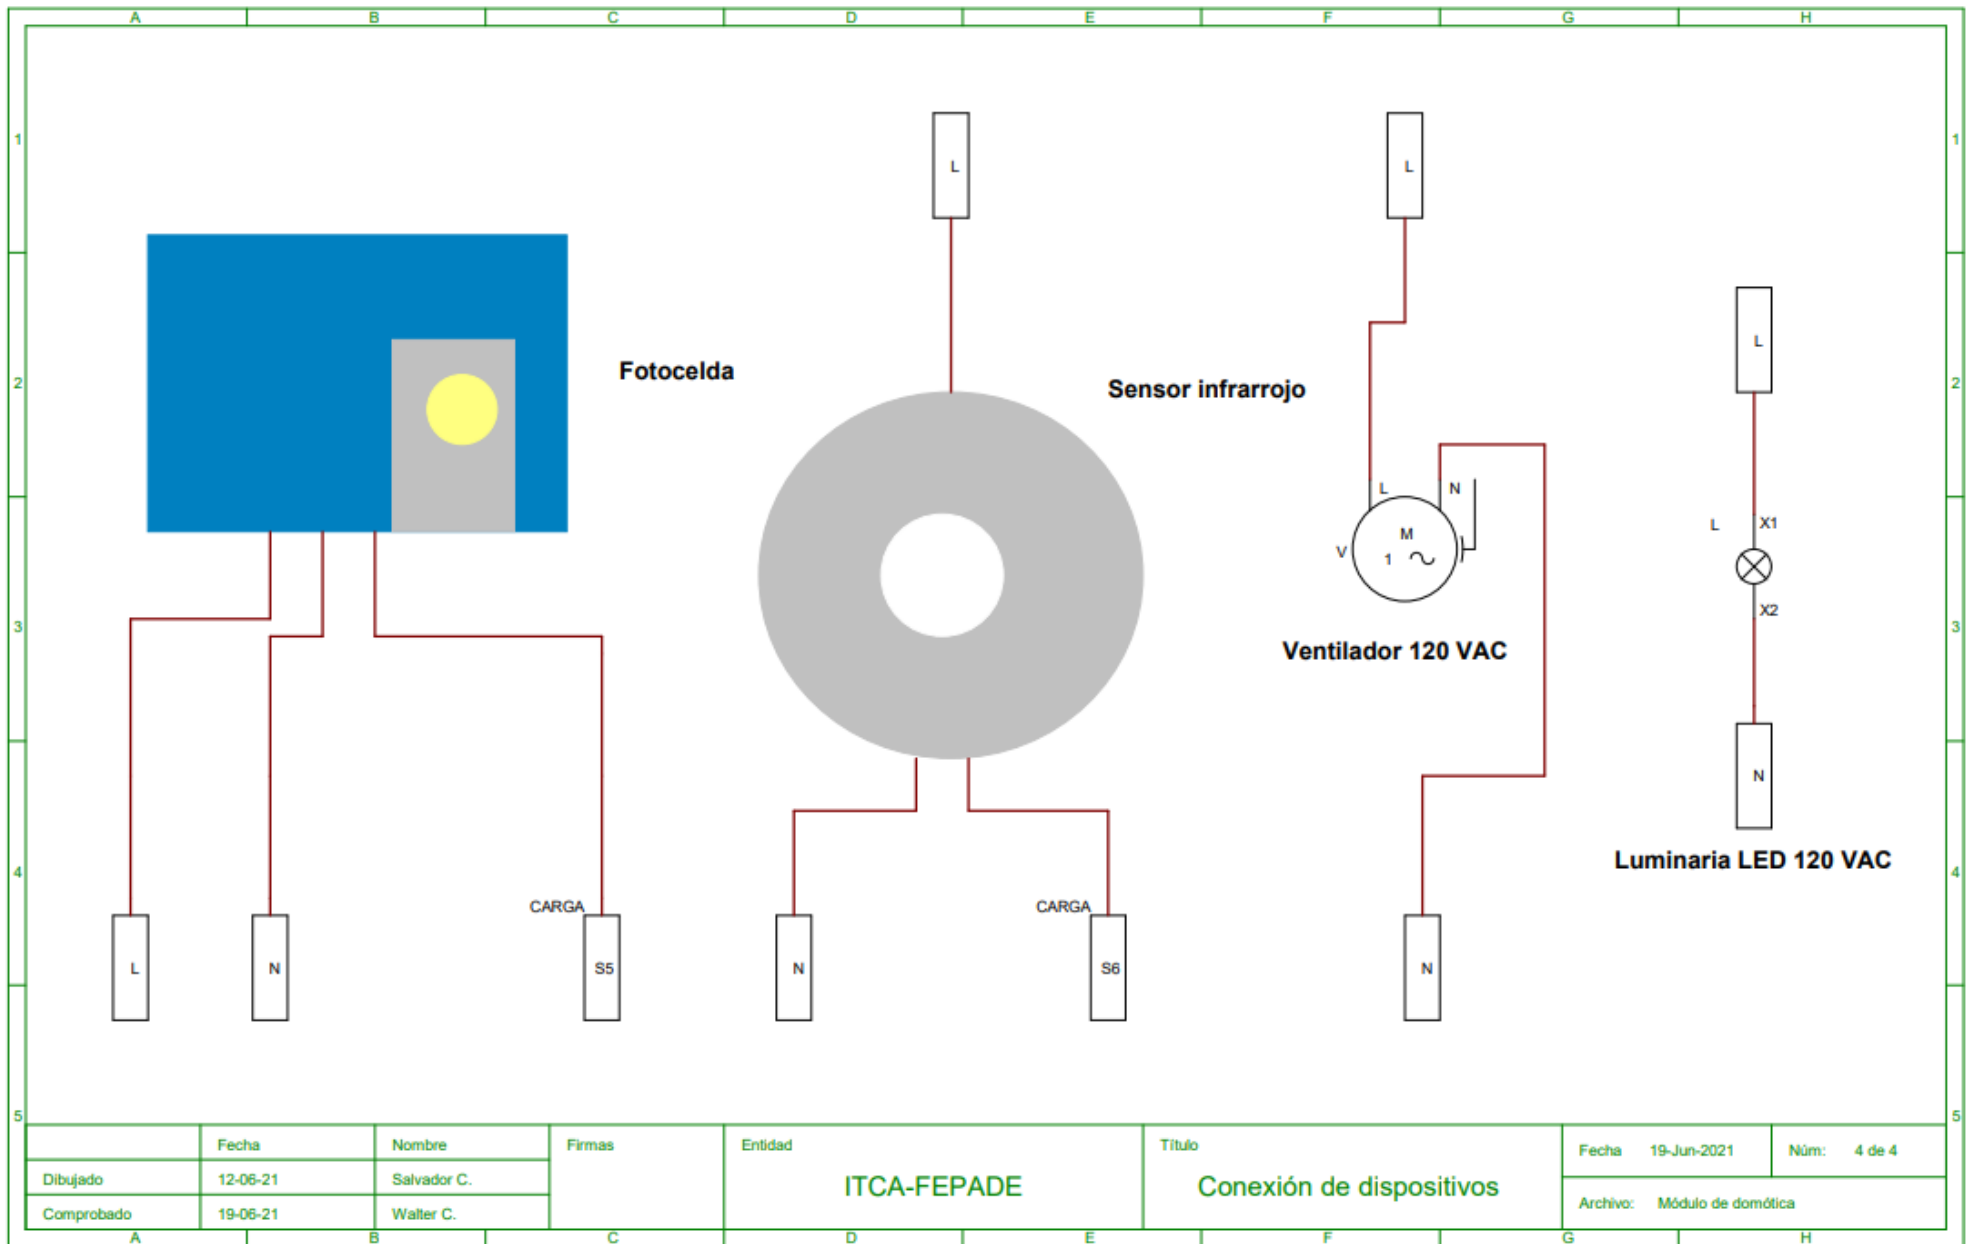 A B C D E F G H
1 1
L L
2 2
L
Fotocelda
Sensor infrarrojo
L N
V M
1
L X1
X2
3 3
Ventilador 120 VAC
N
Luminaria LED 120 VAC
4 4
CARGA CARGA
L N S5 N S6 N
5 5
Fecha Nombre Firmas Entidad Título Fecha 19-Jun-2021 Núm: 4 de 4
Dibujado 12-06-21 Salvador C. ITCA-FEPADE Conexión de dispositivos
Comprobado 19-06-21 Walter C. Archivo: Módulo de domótica
A B C D E F G H